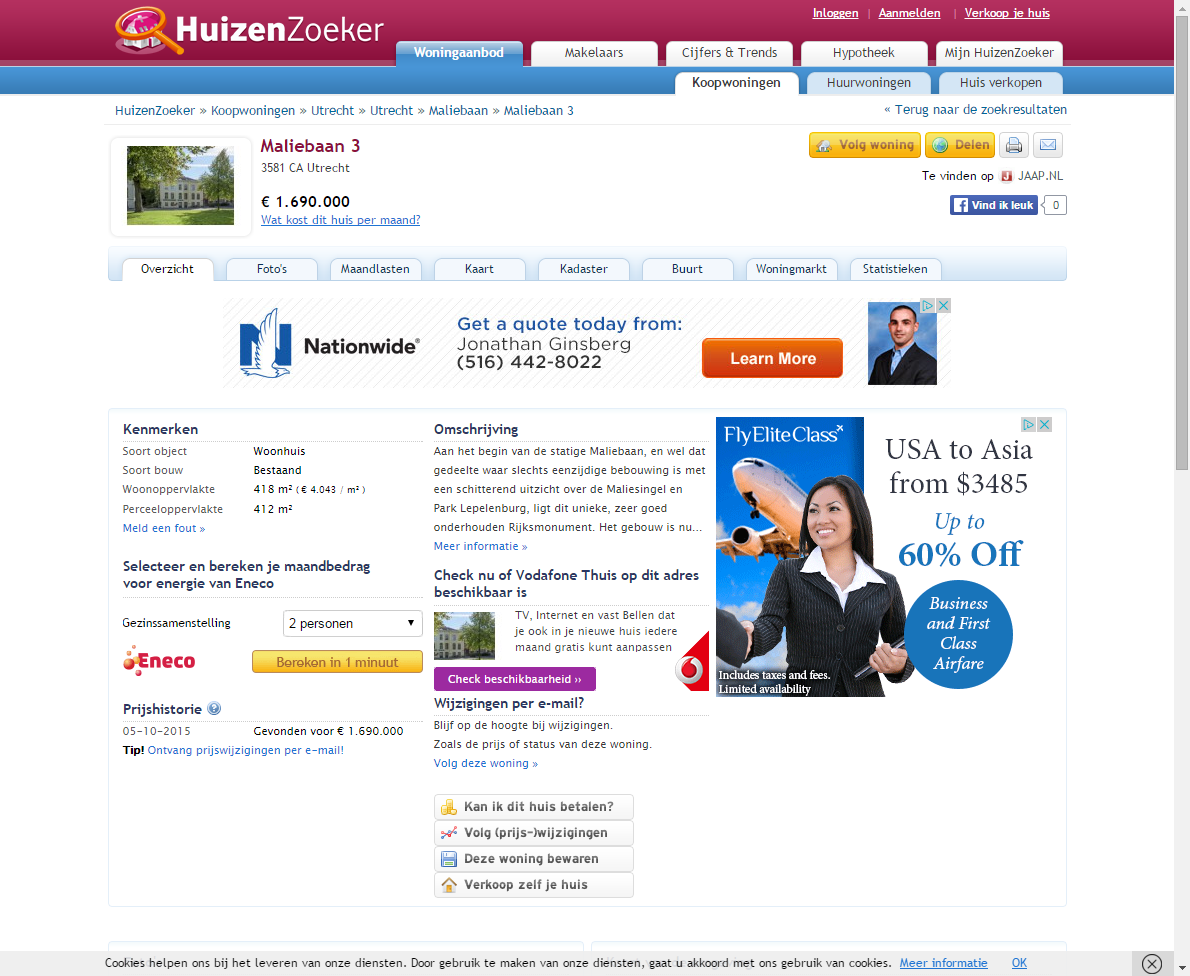 Inloggen | Aanmelden | Verkoop je huis
HuizenZoeker
Woningaanbod
Makelaars
Cijfers & Trends
Hypotheek
Mijn HuizenZoeker
Koopwoningen
Huurwoningen
Huis verkopen
HuizenZoeker » Koopwoningen » Utrecht » Utrecht » Maliebaan » Maliebaan 3
« Terug naar de zoekresultaten
Maliebaan 3
3581 CA Utrecht
€ 1.690.000
Wat kost dit huis per maand?
Volg woning
Delen
Te vinden op JAAP.NL
Vind ik leuk
0
Overzicht
Foto's
Maandlasten
Kaart
Kadaster
Buurt
Woningmarkt
Statistieken
Nationwide®
Get a quote today from:
Jonathan Ginsberg
(516) 442-8022
Learn More
Kenmerken
Soort object Woonhuis
Soort bouw Bestaand
Woonoppervlakte 418 m² ( € 4.043 / m² )
Perceeloppervlakte 412 m²
Meld een fout »
Selecteer en bereken je maandbedrag
voor energie van Eneco
Gezinssamenstelling 2 personen
Eneco
Bereken in 1 minuut
Prijshistorie ?
05-10-2015 Gevonden voor € 1.690.000
Tip! Ontvang prijswijzigingen per e-mail!
Omschrijving
Aan het begin van de statige Maliebaan, en wel dat
gedeelte waar slechts eenzijdige bebouwing is met
een schitterend uitzicht over de Maliesingel en
Park Lepelenburg, ligt dit unieke, zeer goed
onderhouden Rijksmonument. Het gebouw is nu...
Meer informatie »
Check nu of Vodafone Thuis op dit adres
beschikbaar is
TV, Internet en vast Bellen dat
je ook in je nieuwe huis iedere
maand gratis kunt aanpassen
Check beschikbaarheid ››
Wijzigingen per e-mail?
Blijf op de hoogte bij wijzigingen.
Zoals de prijs of status van deze woning.
Volg deze woning »
Kan ik dit huis betalen?
Volg (prijs-)wijzigingen
Deze woning bewaren
Verkoop zelf je huis
FlyEliteClass
USA to Asia
from $3485
Up to
60% Off
Business
and First
Class
Airfare
Includes taxes and fees.
Limited availability
Cookies helpen ons bij het leveren van onze diensten. Door gebruik te maken van onze diensten, gaat u akkoord met ons gebruik van cookies. Meer informatie OK